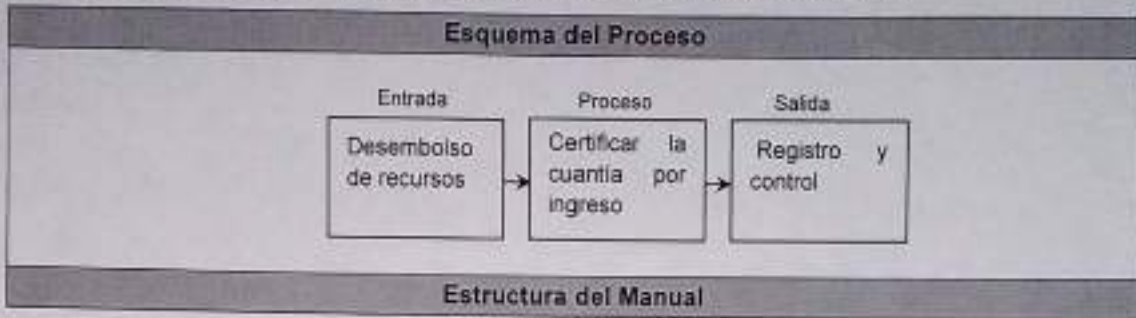 Esquema del Proceso
Entrada
Proceso
Salida
Desembolso
de recursos
Certificar la
cuantía por
ingreso
Registro y
control
Estructura del Manual